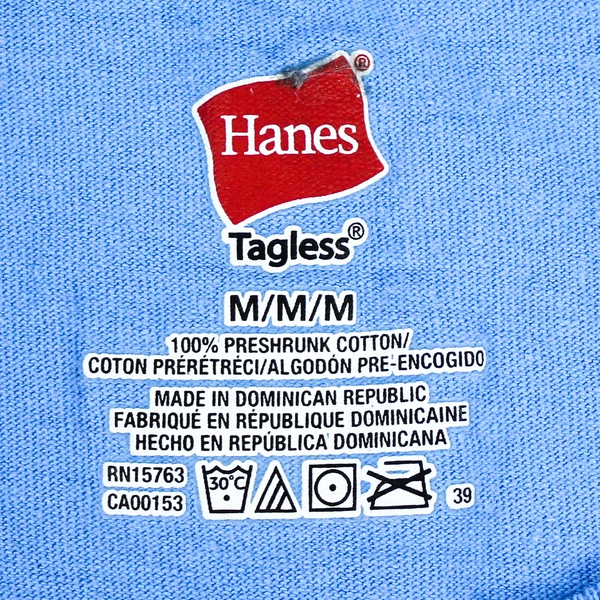 Hanes®
Tagless®
M/M/M
100% PRESHRUNK COTTON/
COTON PRÉRÉTRÉCI/ALGODÓN PRE-ENCOGIDO
MADE IN DOMINICAN REPUBLIC
FABRIQUÉ EN RÉPUBLIQUE DOMINICAINE
HECHO EN REPÚBLICA DOMINICANA
RN15763
CA00153
30°C
39